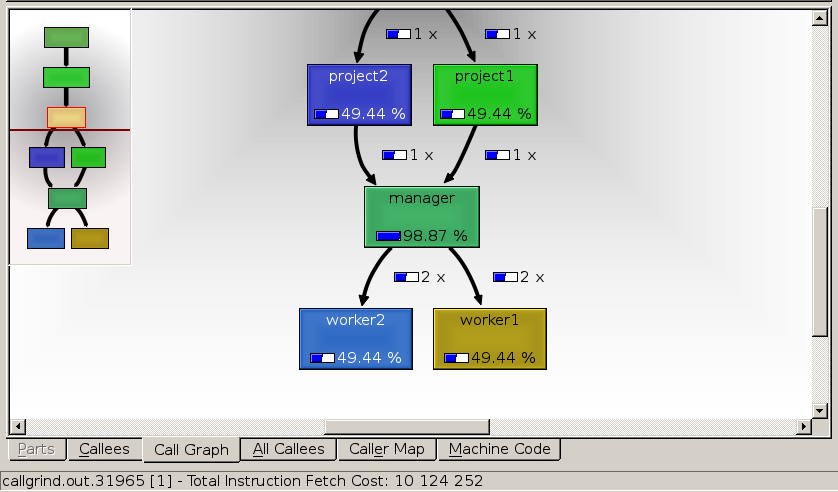 1 x 1 x
project2 project1
49.44 % 49.44 %
1 x 1 x
manager
98.87 %
2 x 2 x
worker2 worker1
49.44 % 49.44 %
Parts Callees Call Graph All Callees Caller Map Machine Code
callgrind.out.31965 [1] - Total Instruction Fetch Cost: 10 124 252